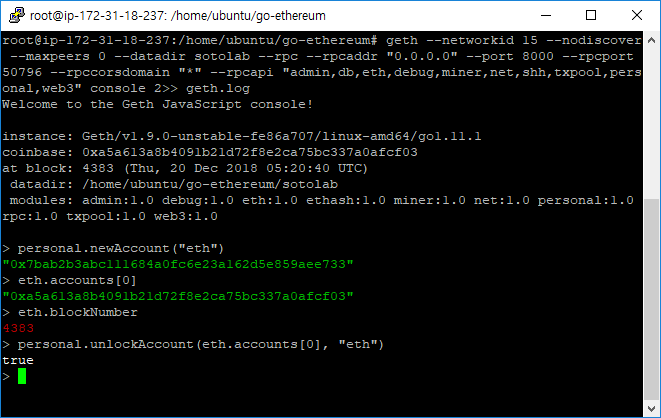 root@ip-172-31-18-237: /home/ubuntu/go-ethereum
root@ip-172-31-18-237:/home/ubuntu/go-ethereum# geth --networkid 15 --nodiscover
 --maxpeers 0 --datadir sotolab --rpc --rpcaddr "0.0.0.0" --port 8000 --rpcport
50796 --rpccorsdomain "*" --rpcapi "admin,db,eth,debug,miner,net,shh,txpool,pers
onal,web3" console 2>> geth.log
Welcome to the Geth JavaScript console!
instance: Geth/v1.9.0-unstable-fe86a707/linux-amd64/go1.11.1
coinbase: 0xa5a613a8b4091b21d72f8e2ca75bc337a0afcf03
at block: 4383 (Thu, 20 Dec 2018 05:20:40 UTC)
 datadir: /home/ubuntu/go-ethereum/sotolab
 modules: admin:1.0 debug:1.0 eth:1.0 ethash:1.0 miner:1.0 net:1.0 personal:1.0
rpc:1.0 txpool:1.0 web3:1.0
> personal.newAccount("eth")
"0x7bab2b3abc111684a0fc6e23a162d5e859aee733"
> eth.accounts[0]
"0xa5a613a8b4091b21d72f8e2ca75bc337a0afcf03"
> eth.blockNumber
4383
> personal.unlockAccount(eth.accounts[0], "eth")
true
>